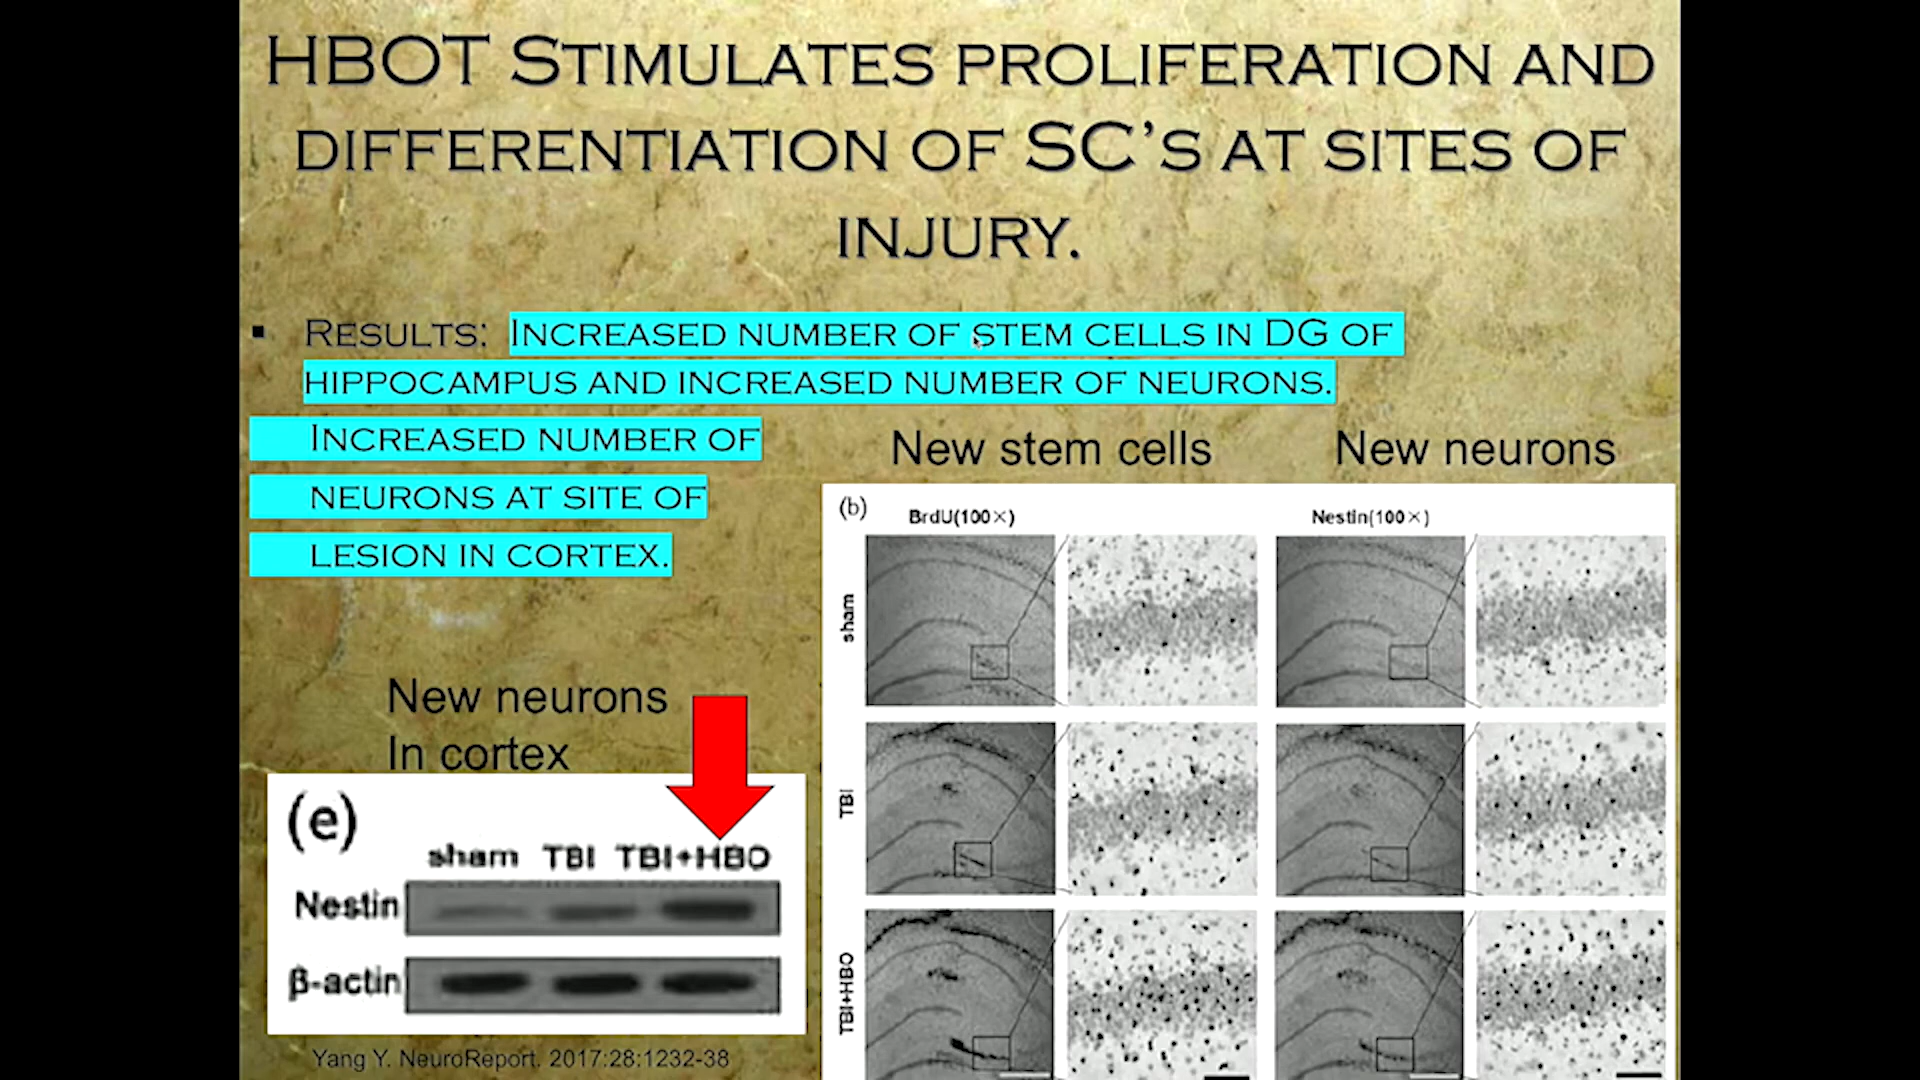 HBOT STIMULATES PROLIFERATION AND
DIFFERENTIATION OF SC'S AT SITES OF
INJURY.
▪ RESULTS: INCREASED NUMBER OF STEM CELLS IN DG OF
HIPPOCAMPUS AND INCREASED NUMBER OF NEURONS.
INCREASED NUMBER OF
NEURONS AT SITE OF
LESION IN CORTEX.
New stem cells
New neurons
(b)
BrdU(100×)
Nestin(100×)
sham
TBI
TBI+HBO
New neurons
In cortex
(e)
sham TBI TBI+HBO
Nestin
β-actin
Yang Y. NeuroReport. 2017:28:1232-38